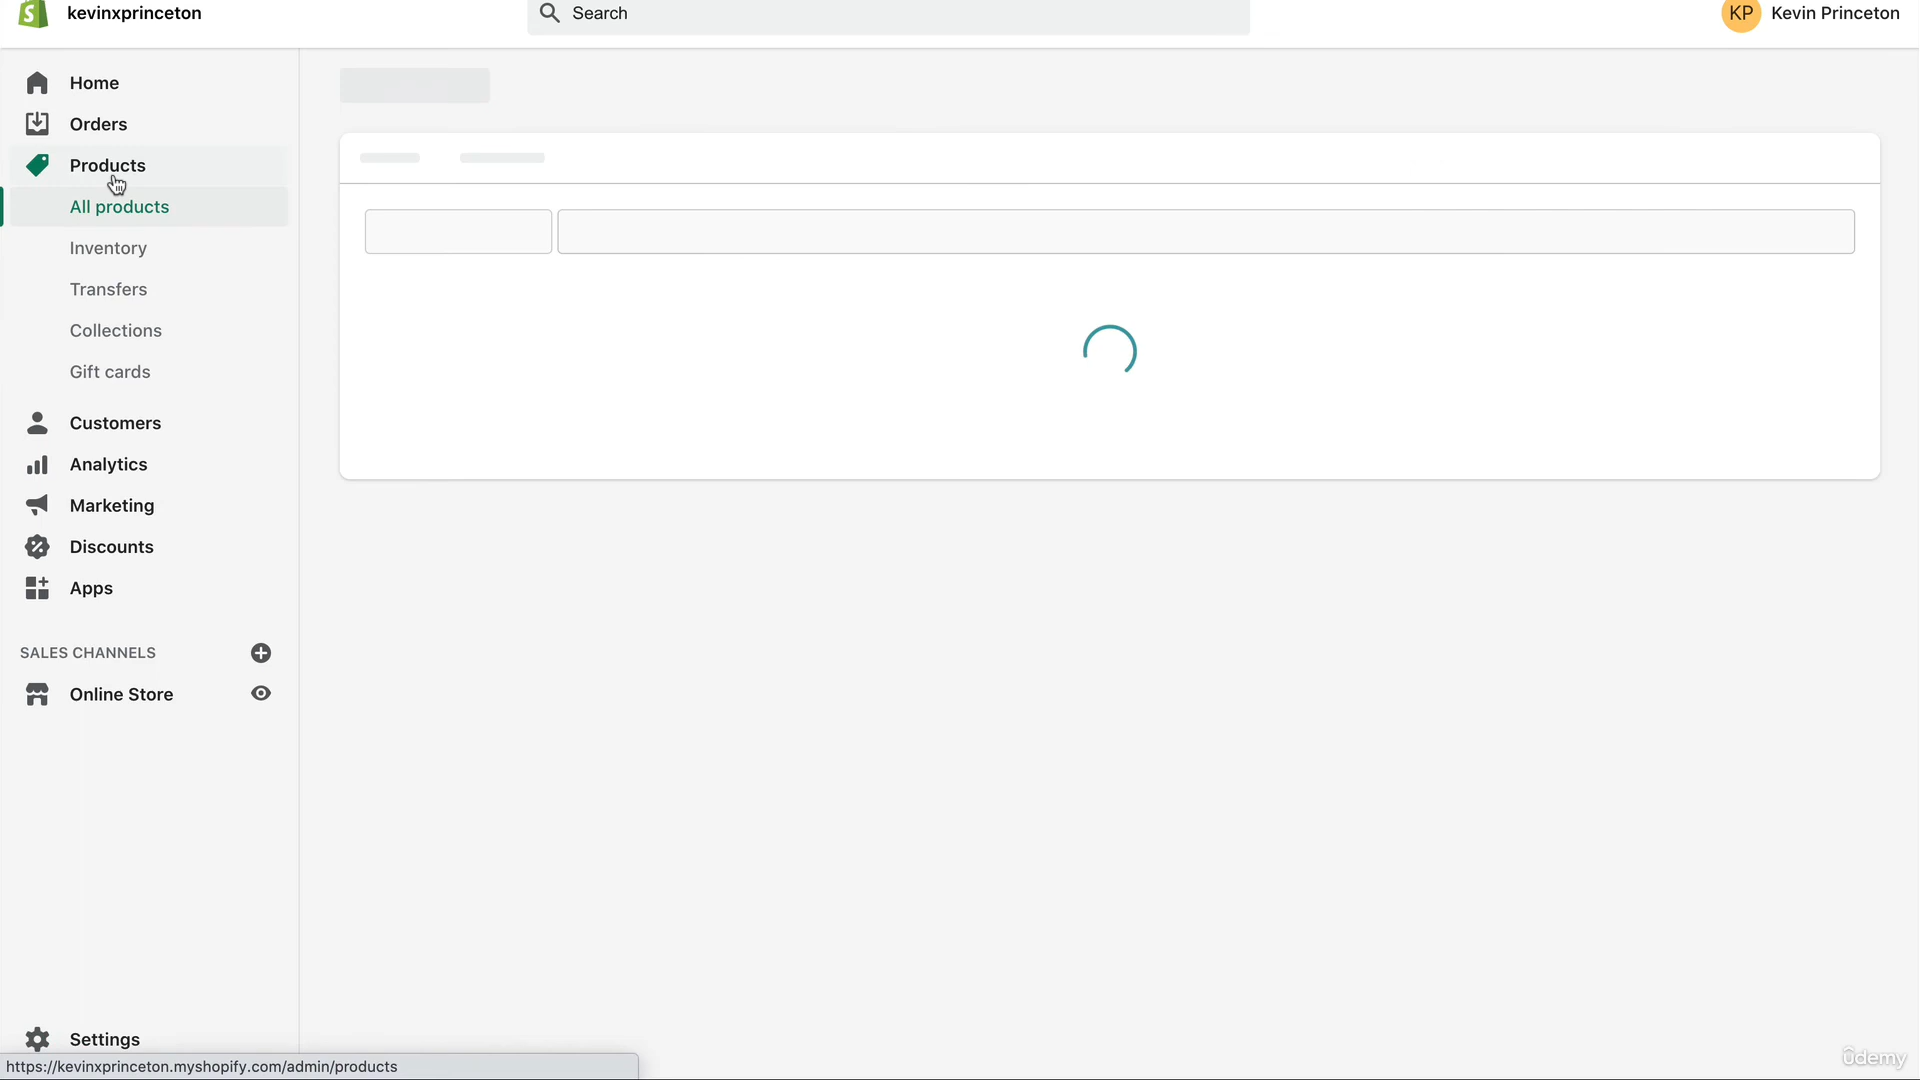 kevinxprinceton
Search
KP
Kevin Princeton
Home
Orders
Products
All products
Inventory
Transfers
Collections
Gift cards
Customers
Analytics
Marketing
Discounts
Apps
SALES CHANNELS
Online Store
Settings
https://kevinxprinceton.myshopify.com/admin/products
ûdemy